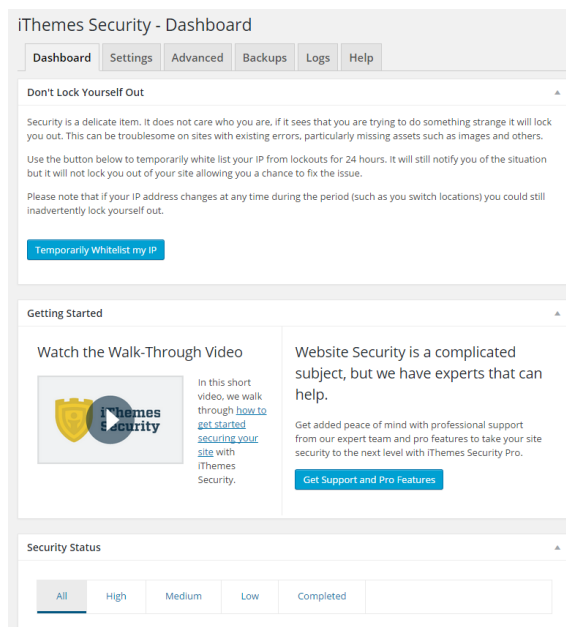 iThemes Security - Dashboard
Dashboard Settings Advanced Backups Logs Help
Don't Lock Yourself Out
Security is a delicate item. It does not care who you are, if it sees that you are trying to do something strange it will lock
you out. This can be troublesome on sites with existing errors, particularly missing assets such as images and others.
Use the button below to temporarily white list your IP from lockouts for 24 hours. It will still notify you of the situation
but it will not lock you out of your site allowing you a chance to fix the issue.
Please note that if your IP address changes at any time during the period (such as you switch locations) you could still
inadvertently lock yourself out.
Temporarily Whitelist my IP
Getting Started
Watch the Walk-Through Video
iThemes
Security
In this short
video, we walk
through how to
get started
securing your
site with
iThemes
Security.
Website Security is a complicated
subject, but we have experts that can
help.
Get added peace of mind with professional support
from our expert team and pro features to take your site
security to the next level with iThemes Security Pro.
Get Support and Pro Features
Security Status
All High Medium Low Completed